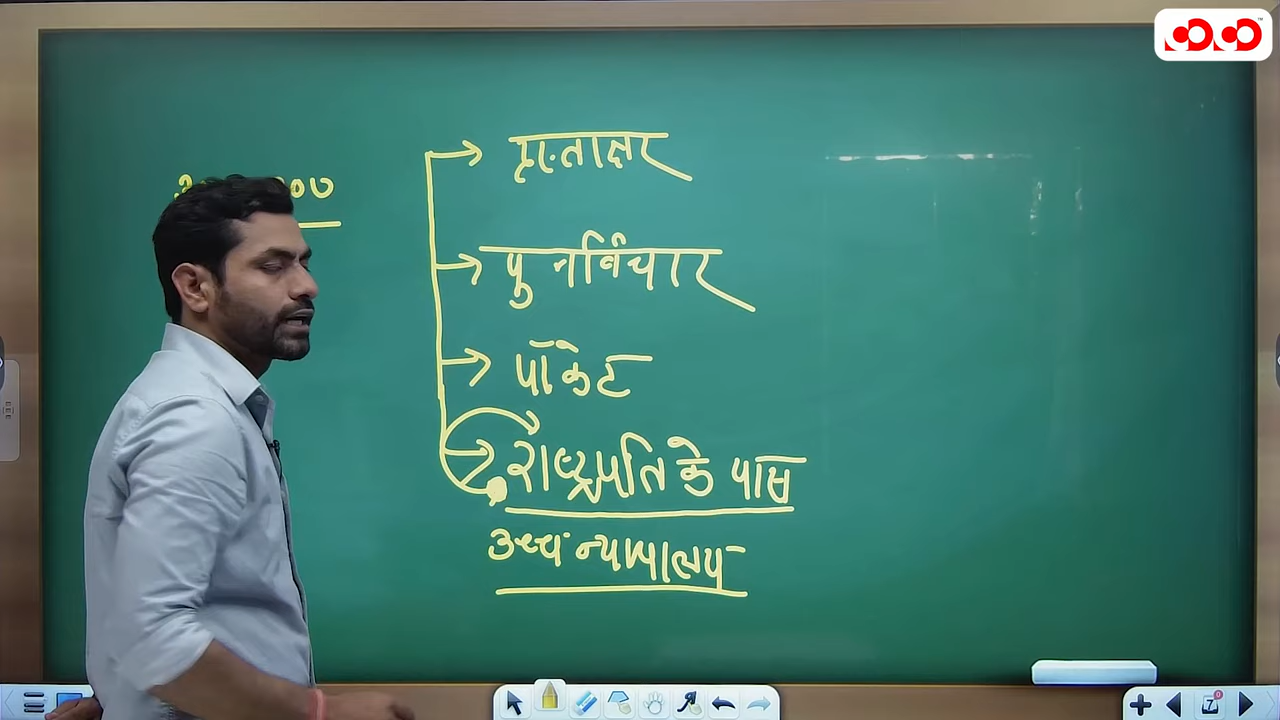 हस्ताक्षर
पुनर्विचार
पॉकेट
राष्ट्रपति के पास
उच्च न्यायालय